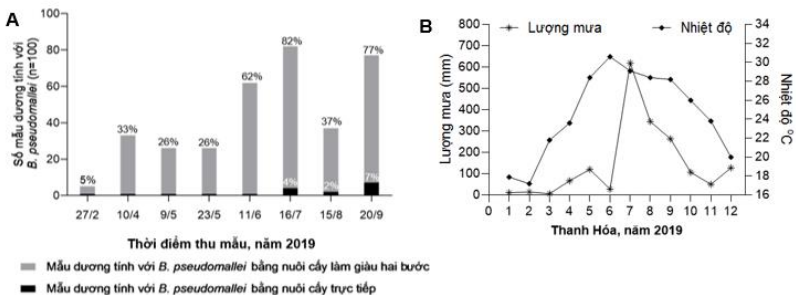 A
Số mẫu dương tính với
B. pseudomallei (n=100)
100
80
60
40
20
0
5%
33%
26%
26%
62%
82%
4%
37%
2%
77%
7%
27/2 10/4 9/5 23/5 11/6 16/7 15/8 20/9
Thời điểm thu mẫu, năm 2019
Mẫu dương tính với B. pseudomallei bằng nuôi cấy làm giàu hai bước
Mẫu dương tính với B. pseudomallei bằng nuôi cấy trực tiếp
B
Lượng mưa Nhiệt độ
Lượng mưa (mm)
800
700
600
500
400
300
200
100
0
34
32
30
28
26
24
22
20
18
16
Nhiệt độ ⁰C
0 1 2 3 4 5 6 7 8 9 10 11 12
Thanh Hóa, năm 2019